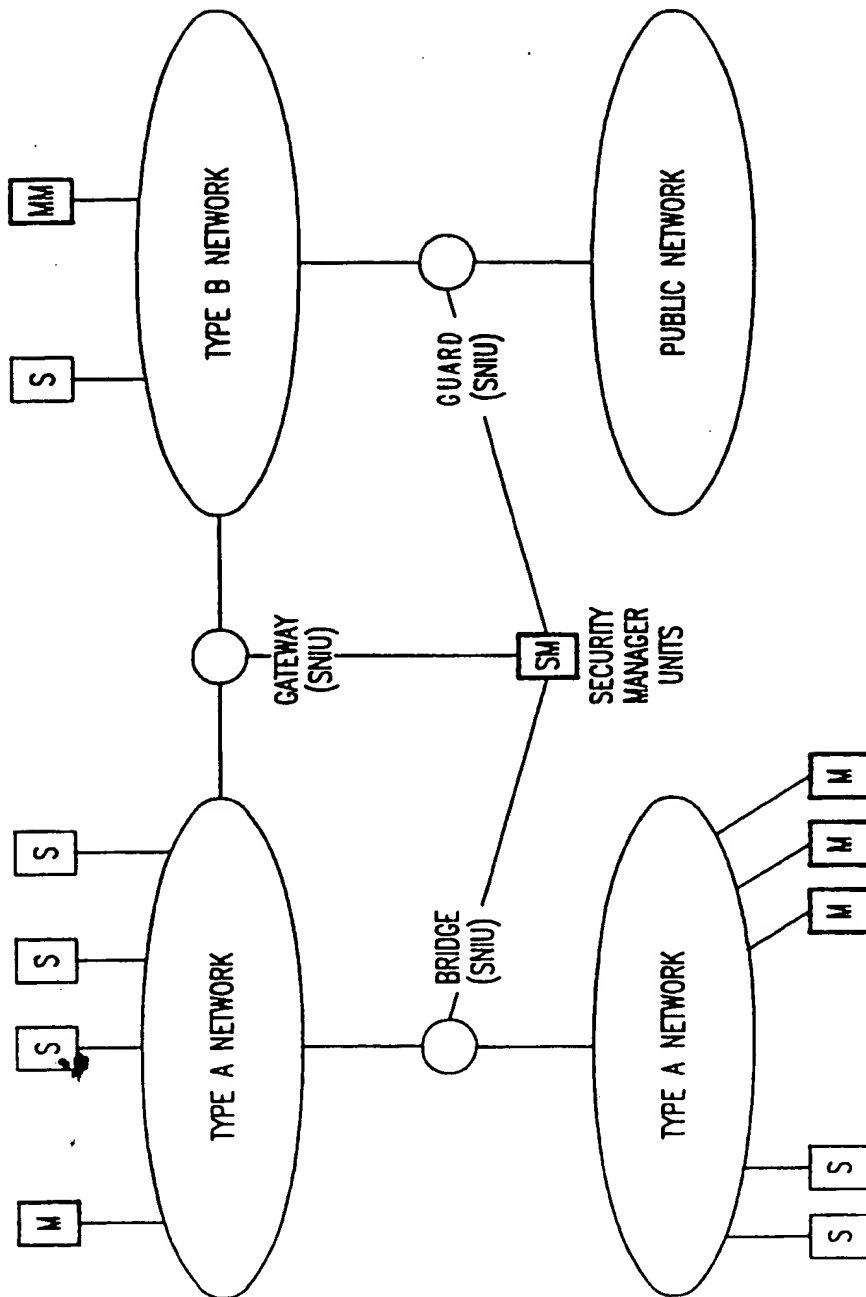 M
S
S
S
S
MM
TYPE A NETWORK
TYPE B NETWORK
GATEWAY
(SNIU)
BRIDGE
(SNIU)
GUARD
(SNIU)
SM
SECURITY
MANAGER
UNITS
TYPE A NETWORK
PUBLIC NETWORK
S
S
M
M
M